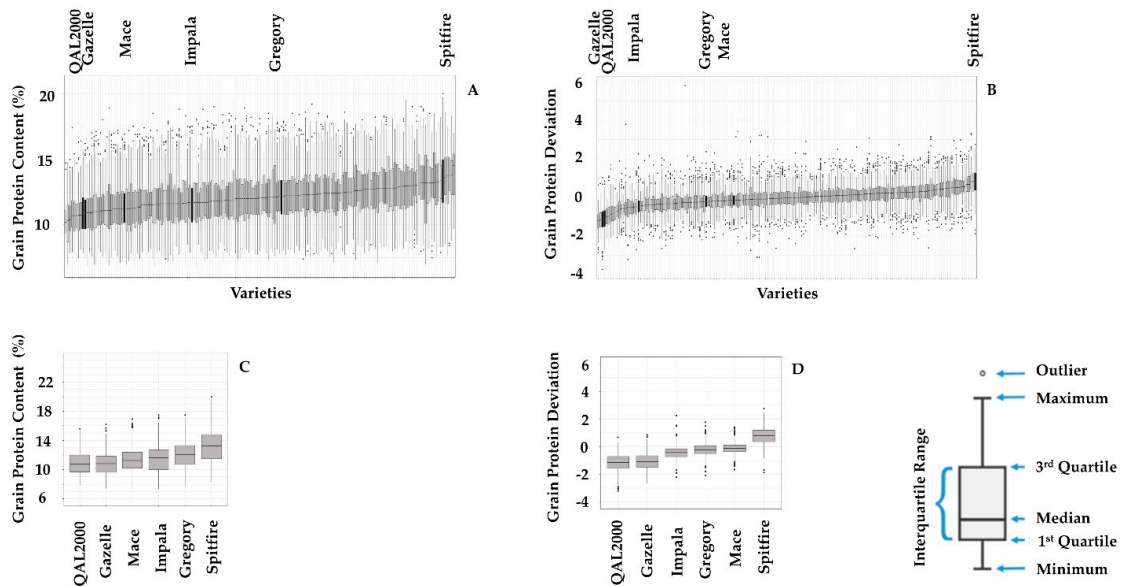 QAL2000
Gazelle
Mace
Impala
Gregory
Spitfire
Grain Protein Content (%)
20
15
10
A
Varieties
Gazelle
QAL2000
Impala
Gregory
Mace
Spitfire
Grain Protein Deviation
6
4
2
0
-2
-4
B
Varieties
Grain Protein Content (%)
22
18
14
10
6
C
QAL2000
Gazelle
Mace
Impala
Gregory
Spitfire
Grain Protein Deviation
6
4
2
0
-2
-4
D
QAL2000
Gazelle
Impala
Gregory
Mace
Spitfire
Interquartile Range
Outlier
Maximum
3rd Quartile
Median
1st Quartile
Minimum